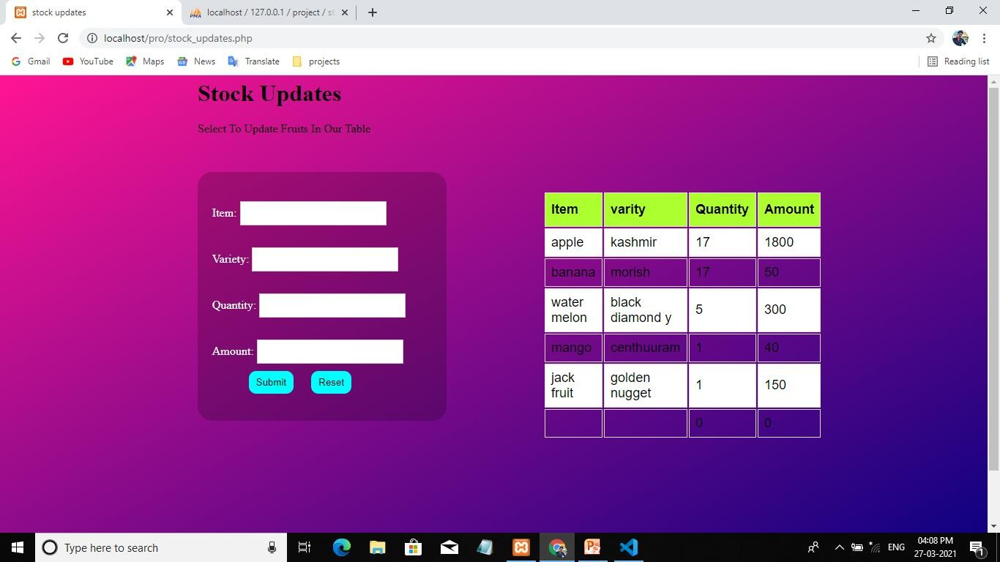 stock updates
localhost / 127.0.0.1 / project / st
localhost/pro/stock_updates.php
Gmail YouTube Maps News Translate projects Reading list
Stock Updates
Select To Update Fruits In Our Table
Item:
Variety:
Quantity:
Amount:
Submit Reset
Item varity Quantity Amount
apple kashmir 17 1800
banana morish 17 50
water black
melon diamond y 5 300
mango centhuuram 1 40
jack golden
fruit nugget 1 150
0 0
Type here to search
ENG
04:08 PM
27-03-2021
1